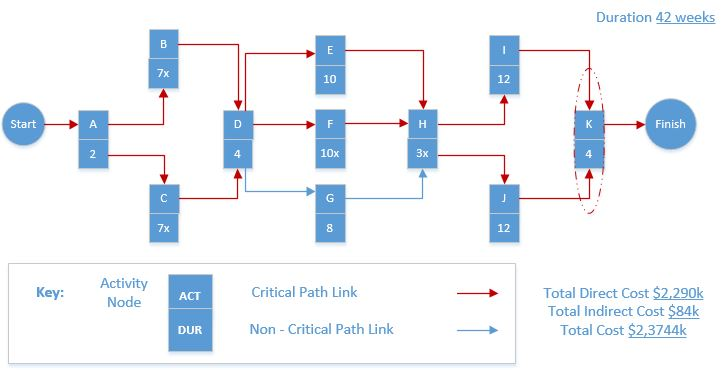 Duration 42 weeks
B
7x
E
10
I
12
Start
A
2
D
4
F
10x
H
3x
K
4
Finish
C
7x
G
8
J
12
Key:
Activity
Node
ACT
DUR
Critical Path Link
Non - Critical Path Link
Total Direct Cost $2,290k
Total Indirect Cost $84k
Total Cost $2,3744k